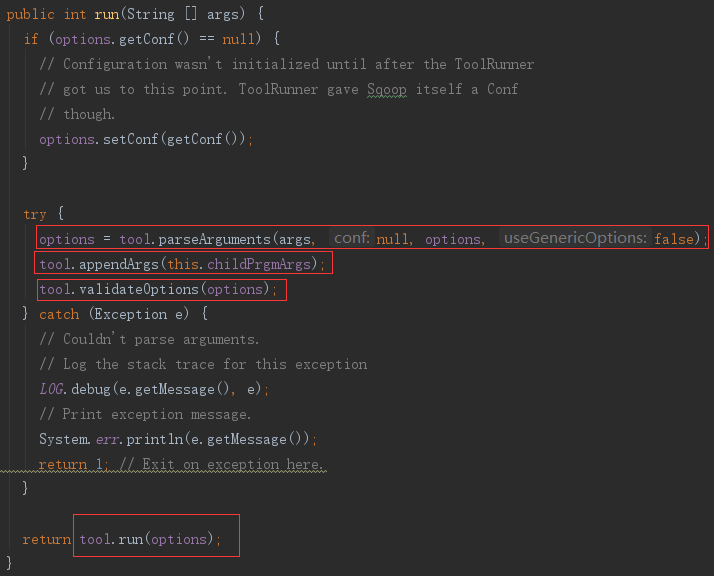 public int run(String [] args) {
if (options.getConf() == null) {
// Configuration wasn't initialized until after the ToolRunner
// got us to this point. ToolRunner gave Sqoop itself a Conf
// though.
options.setConf(getConf());
}
try {
options = tool.parseArguments(args, conf: null, options, useGenericOptions: false);
tool.appendArgs(this.childPrgmArgs);
tool.validateOptions(options);
} catch (Exception e) {
// Couldn't parse arguments.
// Log the stack trace for this exception
LOG.debug(e.getMessage(), e);
// Print exception message.
System.err.println(e.getMessage());
return 1; // Exit on exception here.
}
return tool.run(options);
}